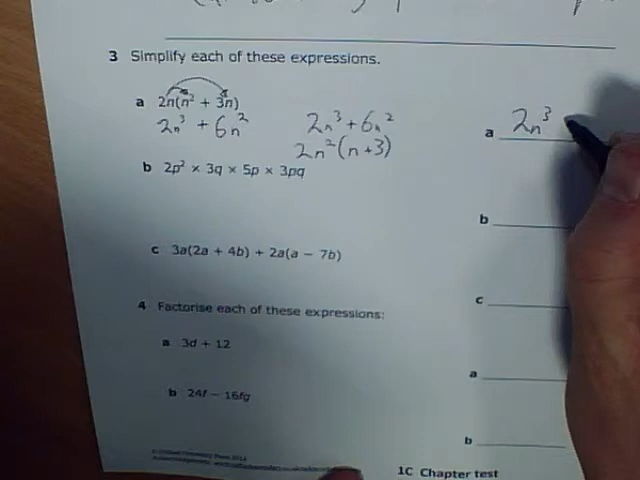 3 Simplify each of these expressions.
a 2n(n² + 3n)
2n³ + 6n² 2n³ + 6n²
2n²(n + 3)
a 2n³
b 2p² × 3q × 5p × 3pq
b
c 3a(2a + 4b) + 2a(a − 7b)
c
4 Factorise each of these expressions:
a 3d + 12
a
b 24f − 16fg
b
1C Chapter test